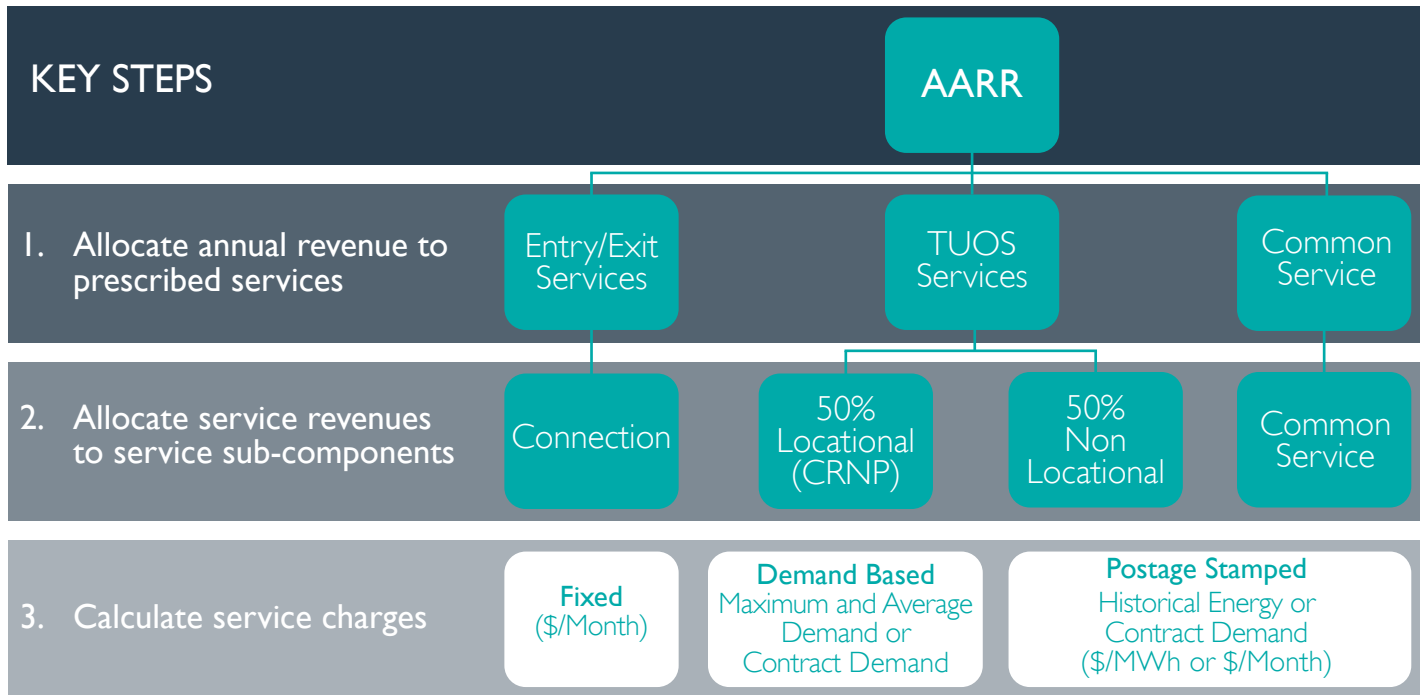 KEY STEPS
AARR
1. Allocate annual revenue to
prescribed services
Entry/Exit
Services
TUOS
Services
Common
Service
2. Allocate service revenues
to service sub-components
Connection
50%
Locational
(CRNP)
50%
Non
Locational
Common
Service
3. Calculate service charges
Fixed
($/Month)
Demand Based
Maximum and Average
Demand or
Contract Demand
Postage Stamped
Historical Energy or
Contract Demand
($/MWh or $/Month)